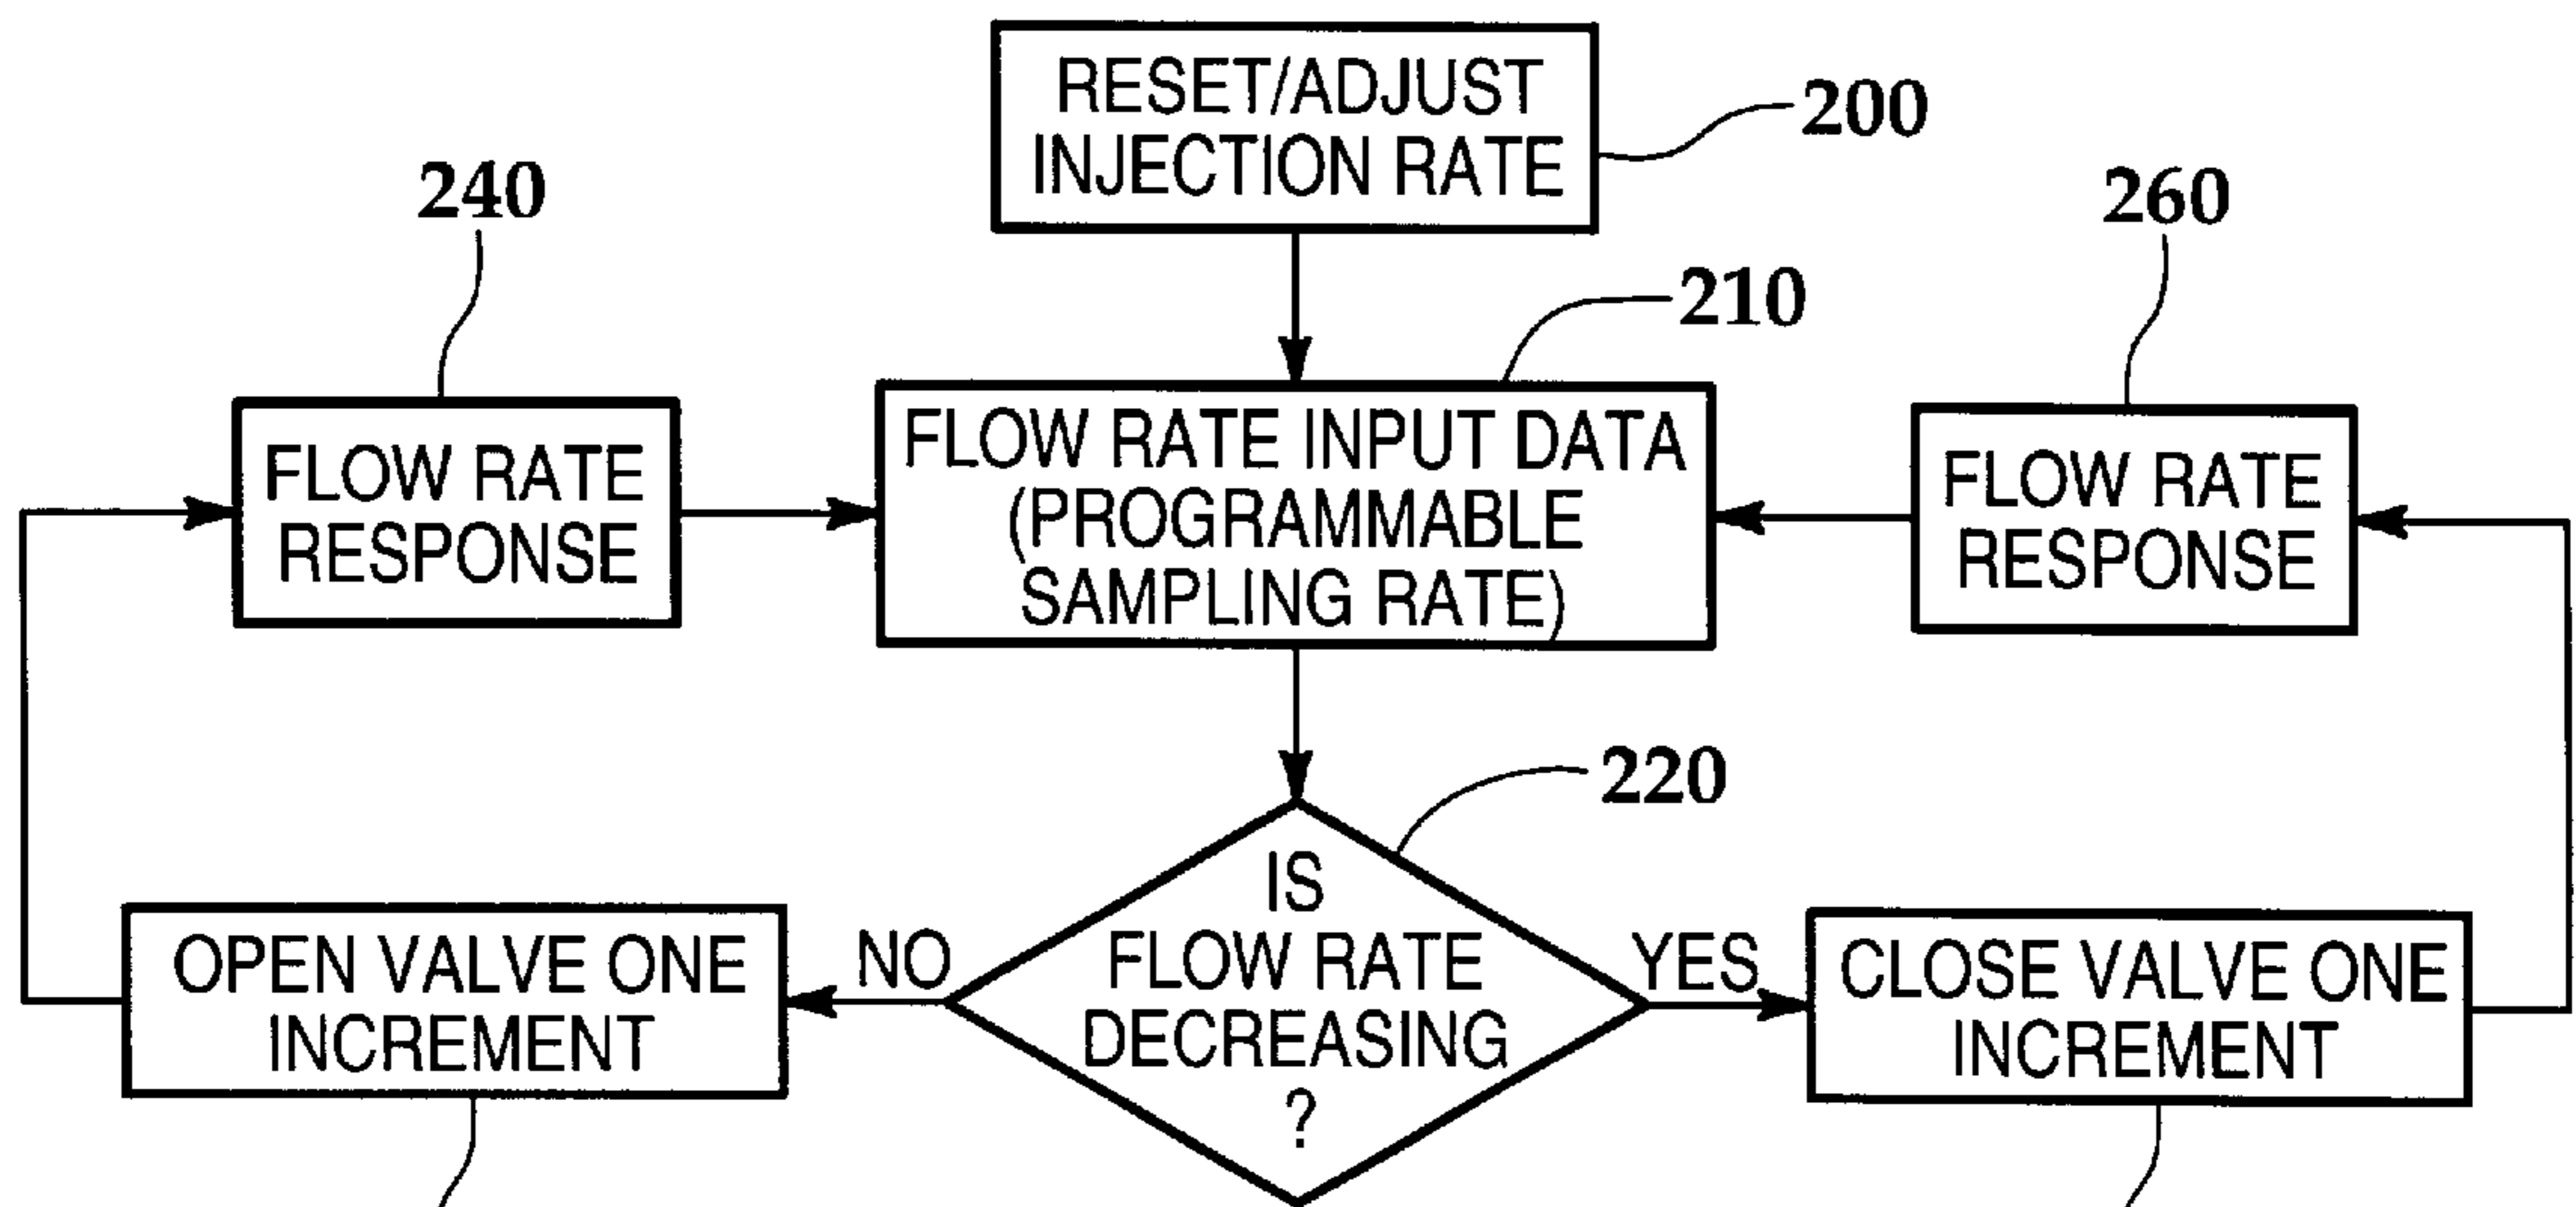 RESET/ADJUST
INJECTION RATE
200
240
260
210
FLOW RATE
RESPONSE
FLOW RATE INPUT DATA
(PROGRAMMABLE
SAMPLING RATE)
FLOW RATE
RESPONSE
220
IS
FLOW RATE
DECREASING
?
NO
YES
OPEN VALVE ONE
INCREMENT
CLOSE VALVE ONE
INCREMENT